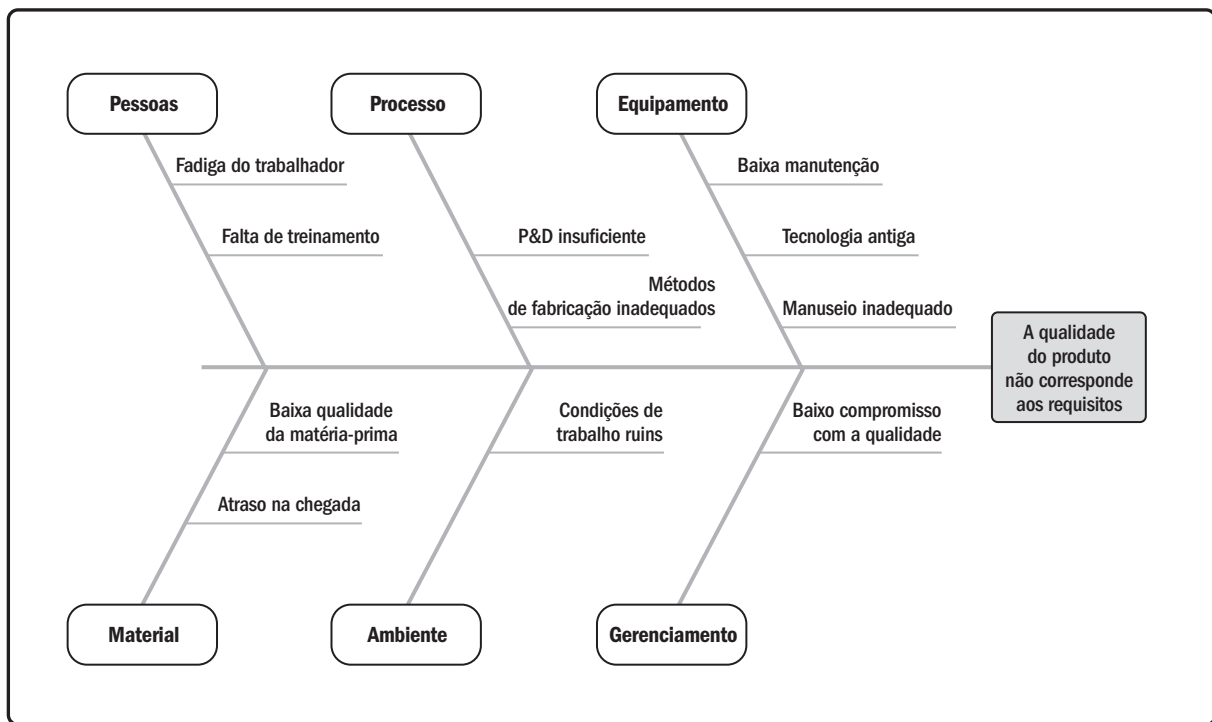 Pessoas
Processo
Equipamento
Fadiga do trabalhador
Baixa manutenção
Falta de treinamento
P&D insuficiente
Tecnologia antiga
Métodos
de fabricação inadequados
Manuseio inadequado
A qualidade
do produto
não corresponde
aos requisitos
Baixa qualidade
da matéria-prima
Condições de
trabalho ruins
Baixo compromisso
com a qualidade
Atraso na chegada
Material
Ambiente
Gerenciamento